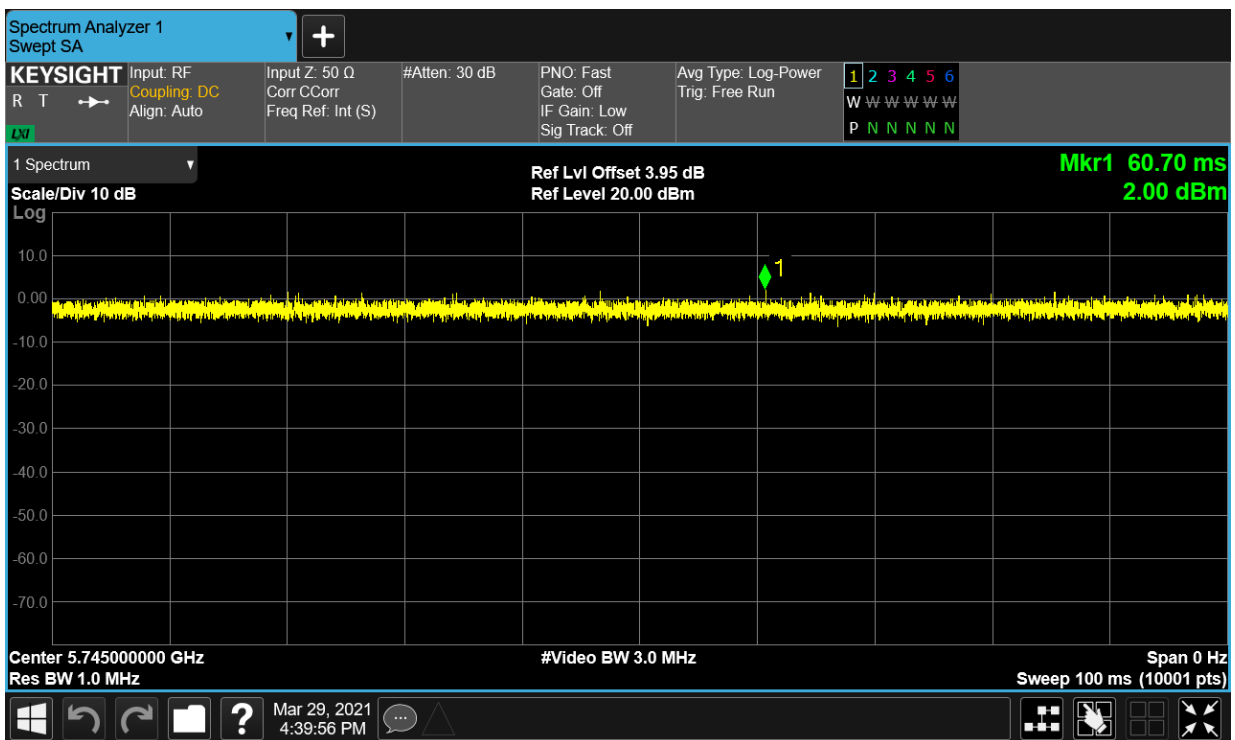 Spectrum Analyzer 1
Swept SA
KEYSIGHT
R T
LXI
Input: RF
Coupling: DC
Align: Auto
Input Z: 50 Ω
Corr CCorr
Freq Ref: Int (S)
#Atten: 30 dB
PNO: Fast
Gate: Off
IF Gain: Low
Sig Track: Off
Avg Type: Log-Power
Trig: Free Run
1 2 3 4 5 6
W W W W W W
P N N N N N
1 Spectrum
Scale/Div 10 dB
Log
Ref Lvl Offset 3.95 dB
Ref Level 20.00 dBm
Mkr1 60.70 ms
2.00 dBm
10.0
1
0.00
-10.0
-20.0
-30.0
-40.0
-50.0
-60.0
-70.0
Center 5.745000000 GHz
#Video BW 3.0 MHz
Span 0 Hz
Res BW 1.0 MHz
Sweep 100 ms (10001 pts)
?
Mar 29, 2021
4:39:56 PM